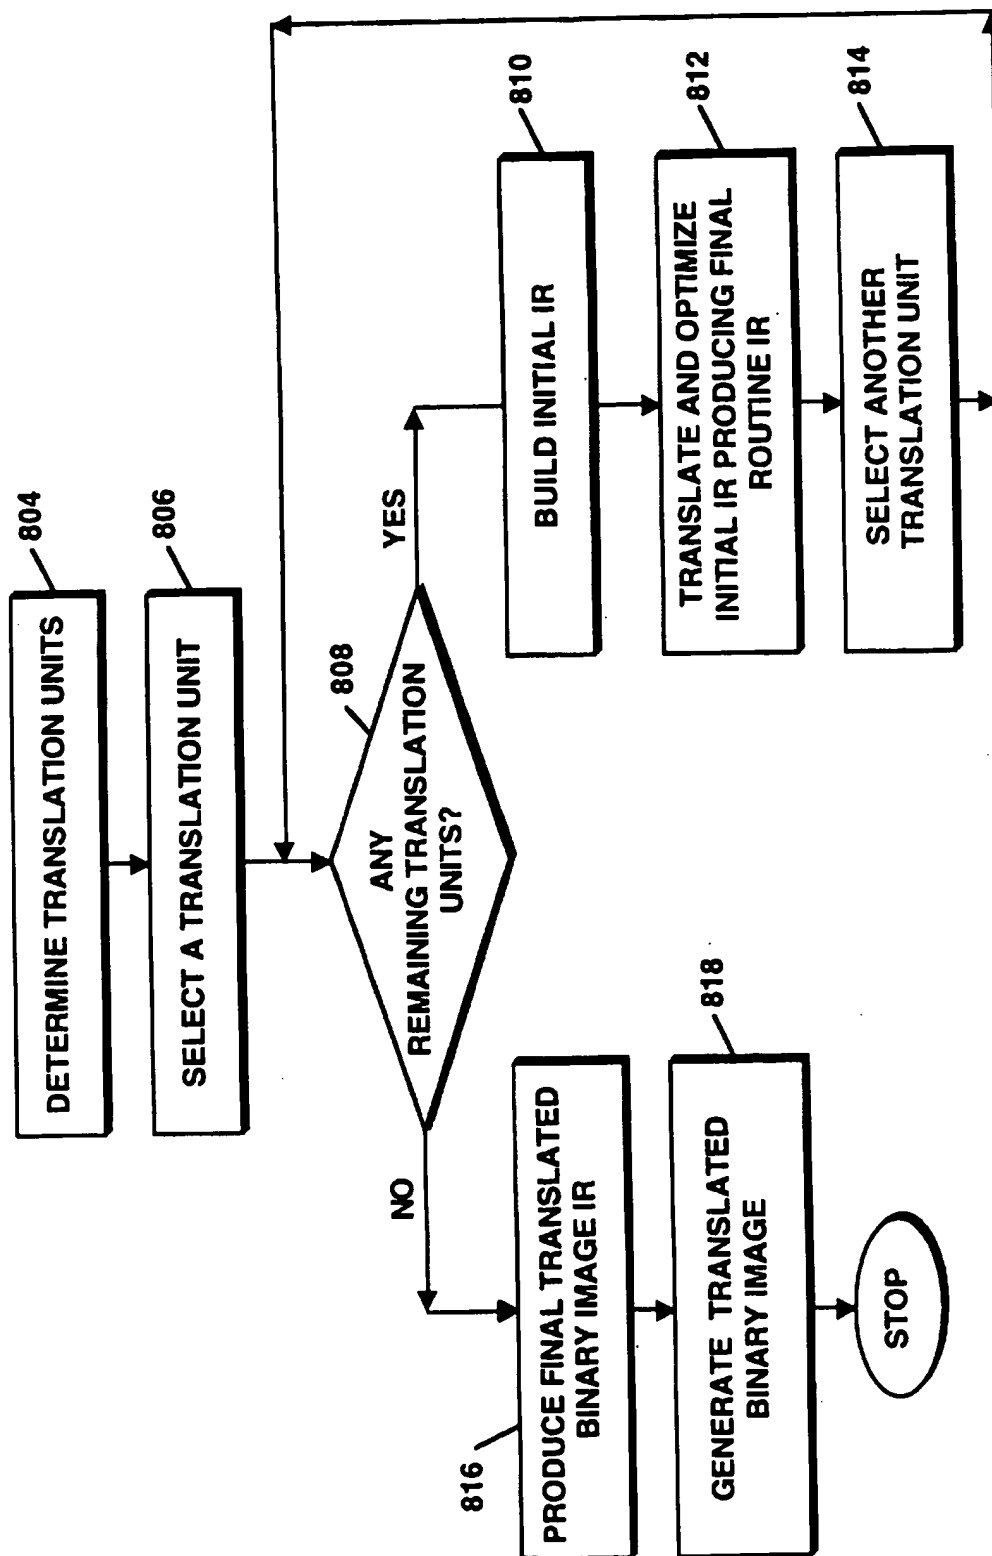 804
DETERMINE TRANSLATION UNITS
806
SELECT A TRANSLATION UNIT
808
ANY
REMAINING TRANSLATION
UNITS?
YES
NO
810
BUILD INITIAL IR
812
TRANSLATE AND OPTIMIZE
INITIAL IR PRODUCING FINAL
ROUTINE IR
814
SELECT ANOTHER
TRANSLATION UNIT
816
PRODUCE FINAL TRANSLATED
BINARY IMAGE IR
818
GENERATE TRANSLATED
BINARY IMAGE
STOP